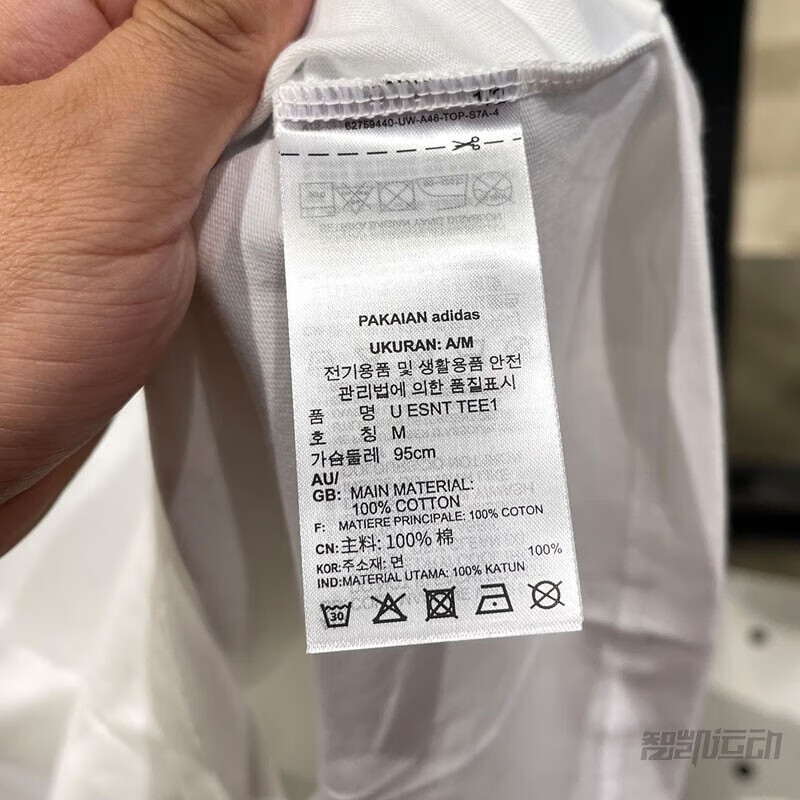 62759440-UW-A46-TOP-S7A-4
PAKAIAN adidas
UKURAN: A/M
전기용품 및 생활용품 안전
관리법에 의한 품질표시
품 명 U ESNT TEE1
호 칭 M
가슴둘레 95cm
AU/
GB: MAIN MATERIAL:
100% COTTON
F: MATIERE PRINCIPALE: 100% COTON
CN:主料: 100% 棉
KOR:주소재: 면 100%
IND:MATERIAL UTAMA: 100% KATUN
30
智凯运动